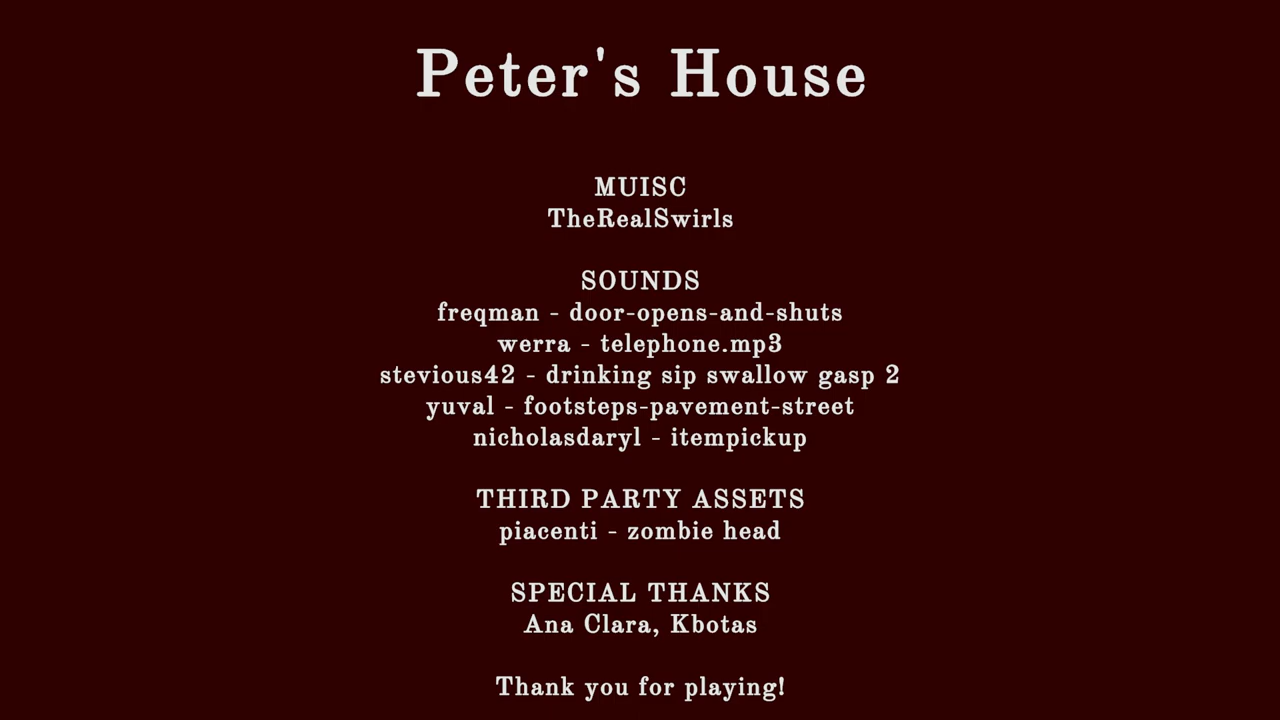 Peter's House
MUISC
TheRealSwirls
SOUNDS
freqman - door-opens-and-shuts
werra - telephone.mp3
stevious42 - drinking sip swallow gasp 2
yuval - footsteps-pavement-street
nicholasdaryl - itempickup
THIRD PARTY ASSETS
piacenti - zombie head
SPECIAL THANKS
Ana Clara, Kbotas
Thank you for playing!